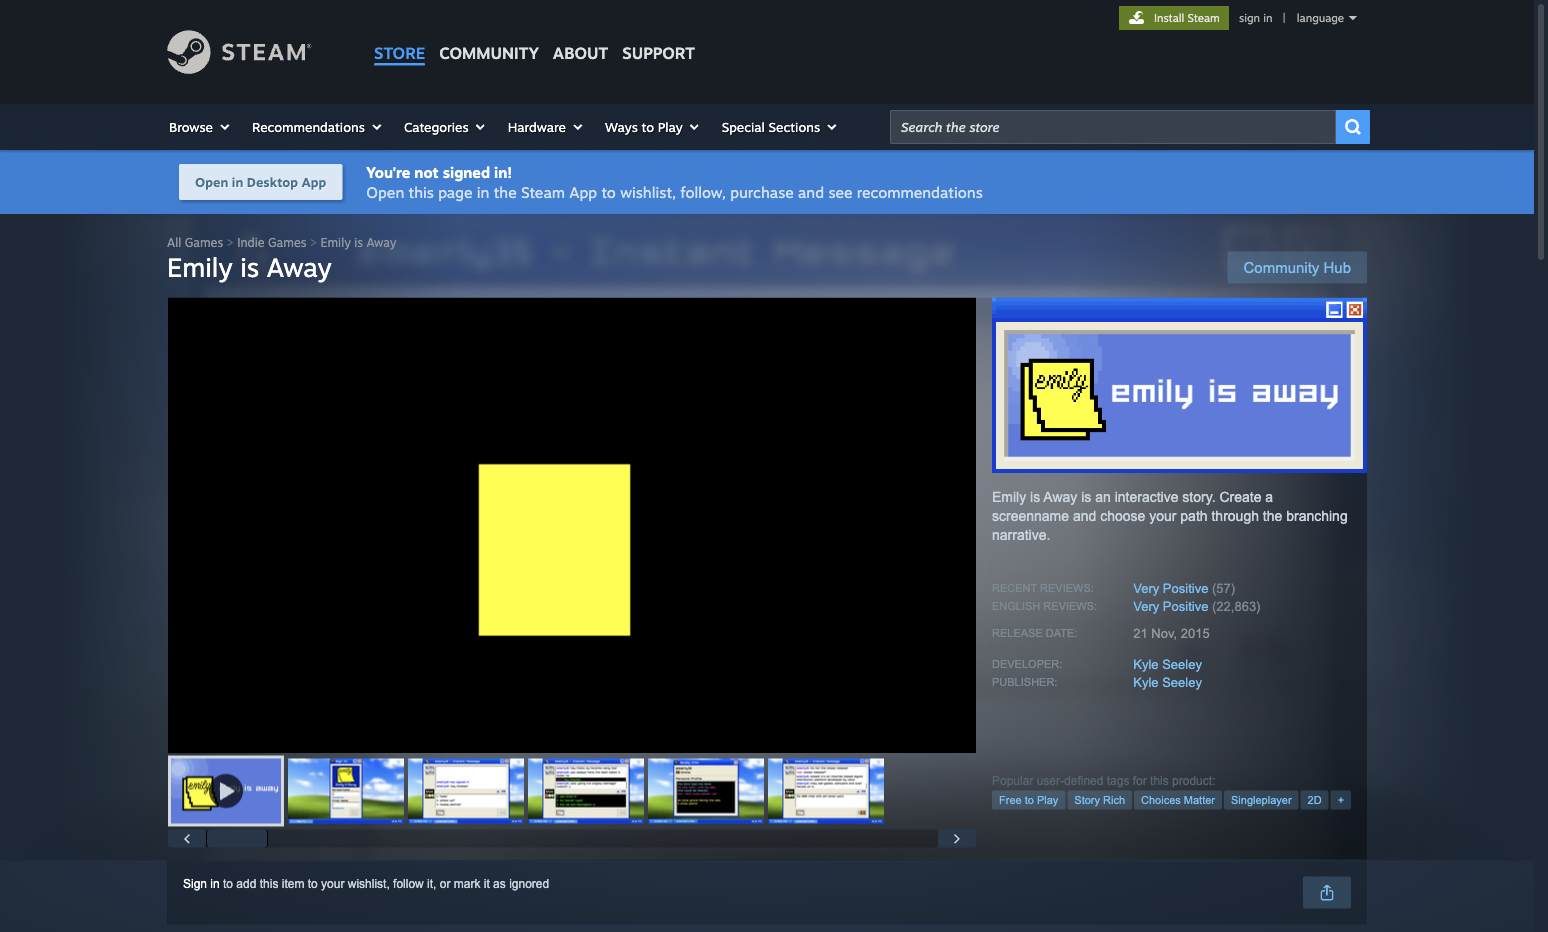 Install Steam
sign in | language
STEAM®
STORE COMMUNITY ABOUT SUPPORT
Browse Recommendations Categories Hardware Ways to Play Special Sections
Search the store
Open in Desktop App
You're not signed in!
Open this page in the Steam App to wishlist, follow, purchase and see recommendations
All Games > Indie Games > Emily is Away
Emily is Away
Community Hub
emily
emily is away
Emily is Away is an interactive story. Create a
screenname and choose your path through the branching
narrative.
RECENT REVIEWS: Very Positive (57)
ENGLISH REVIEWS: Very Positive (22,863)
RELEASE DATE: 21 Nov, 2015
DEVELOPER: Kyle Seeley
PUBLISHER: Kyle Seeley
Popular user-defined tags for this product:
Free to Play Story Rich Choices Matter Singleplayer 2D +
Sign in to add this item to your wishlist, follow it, or mark it as ignored